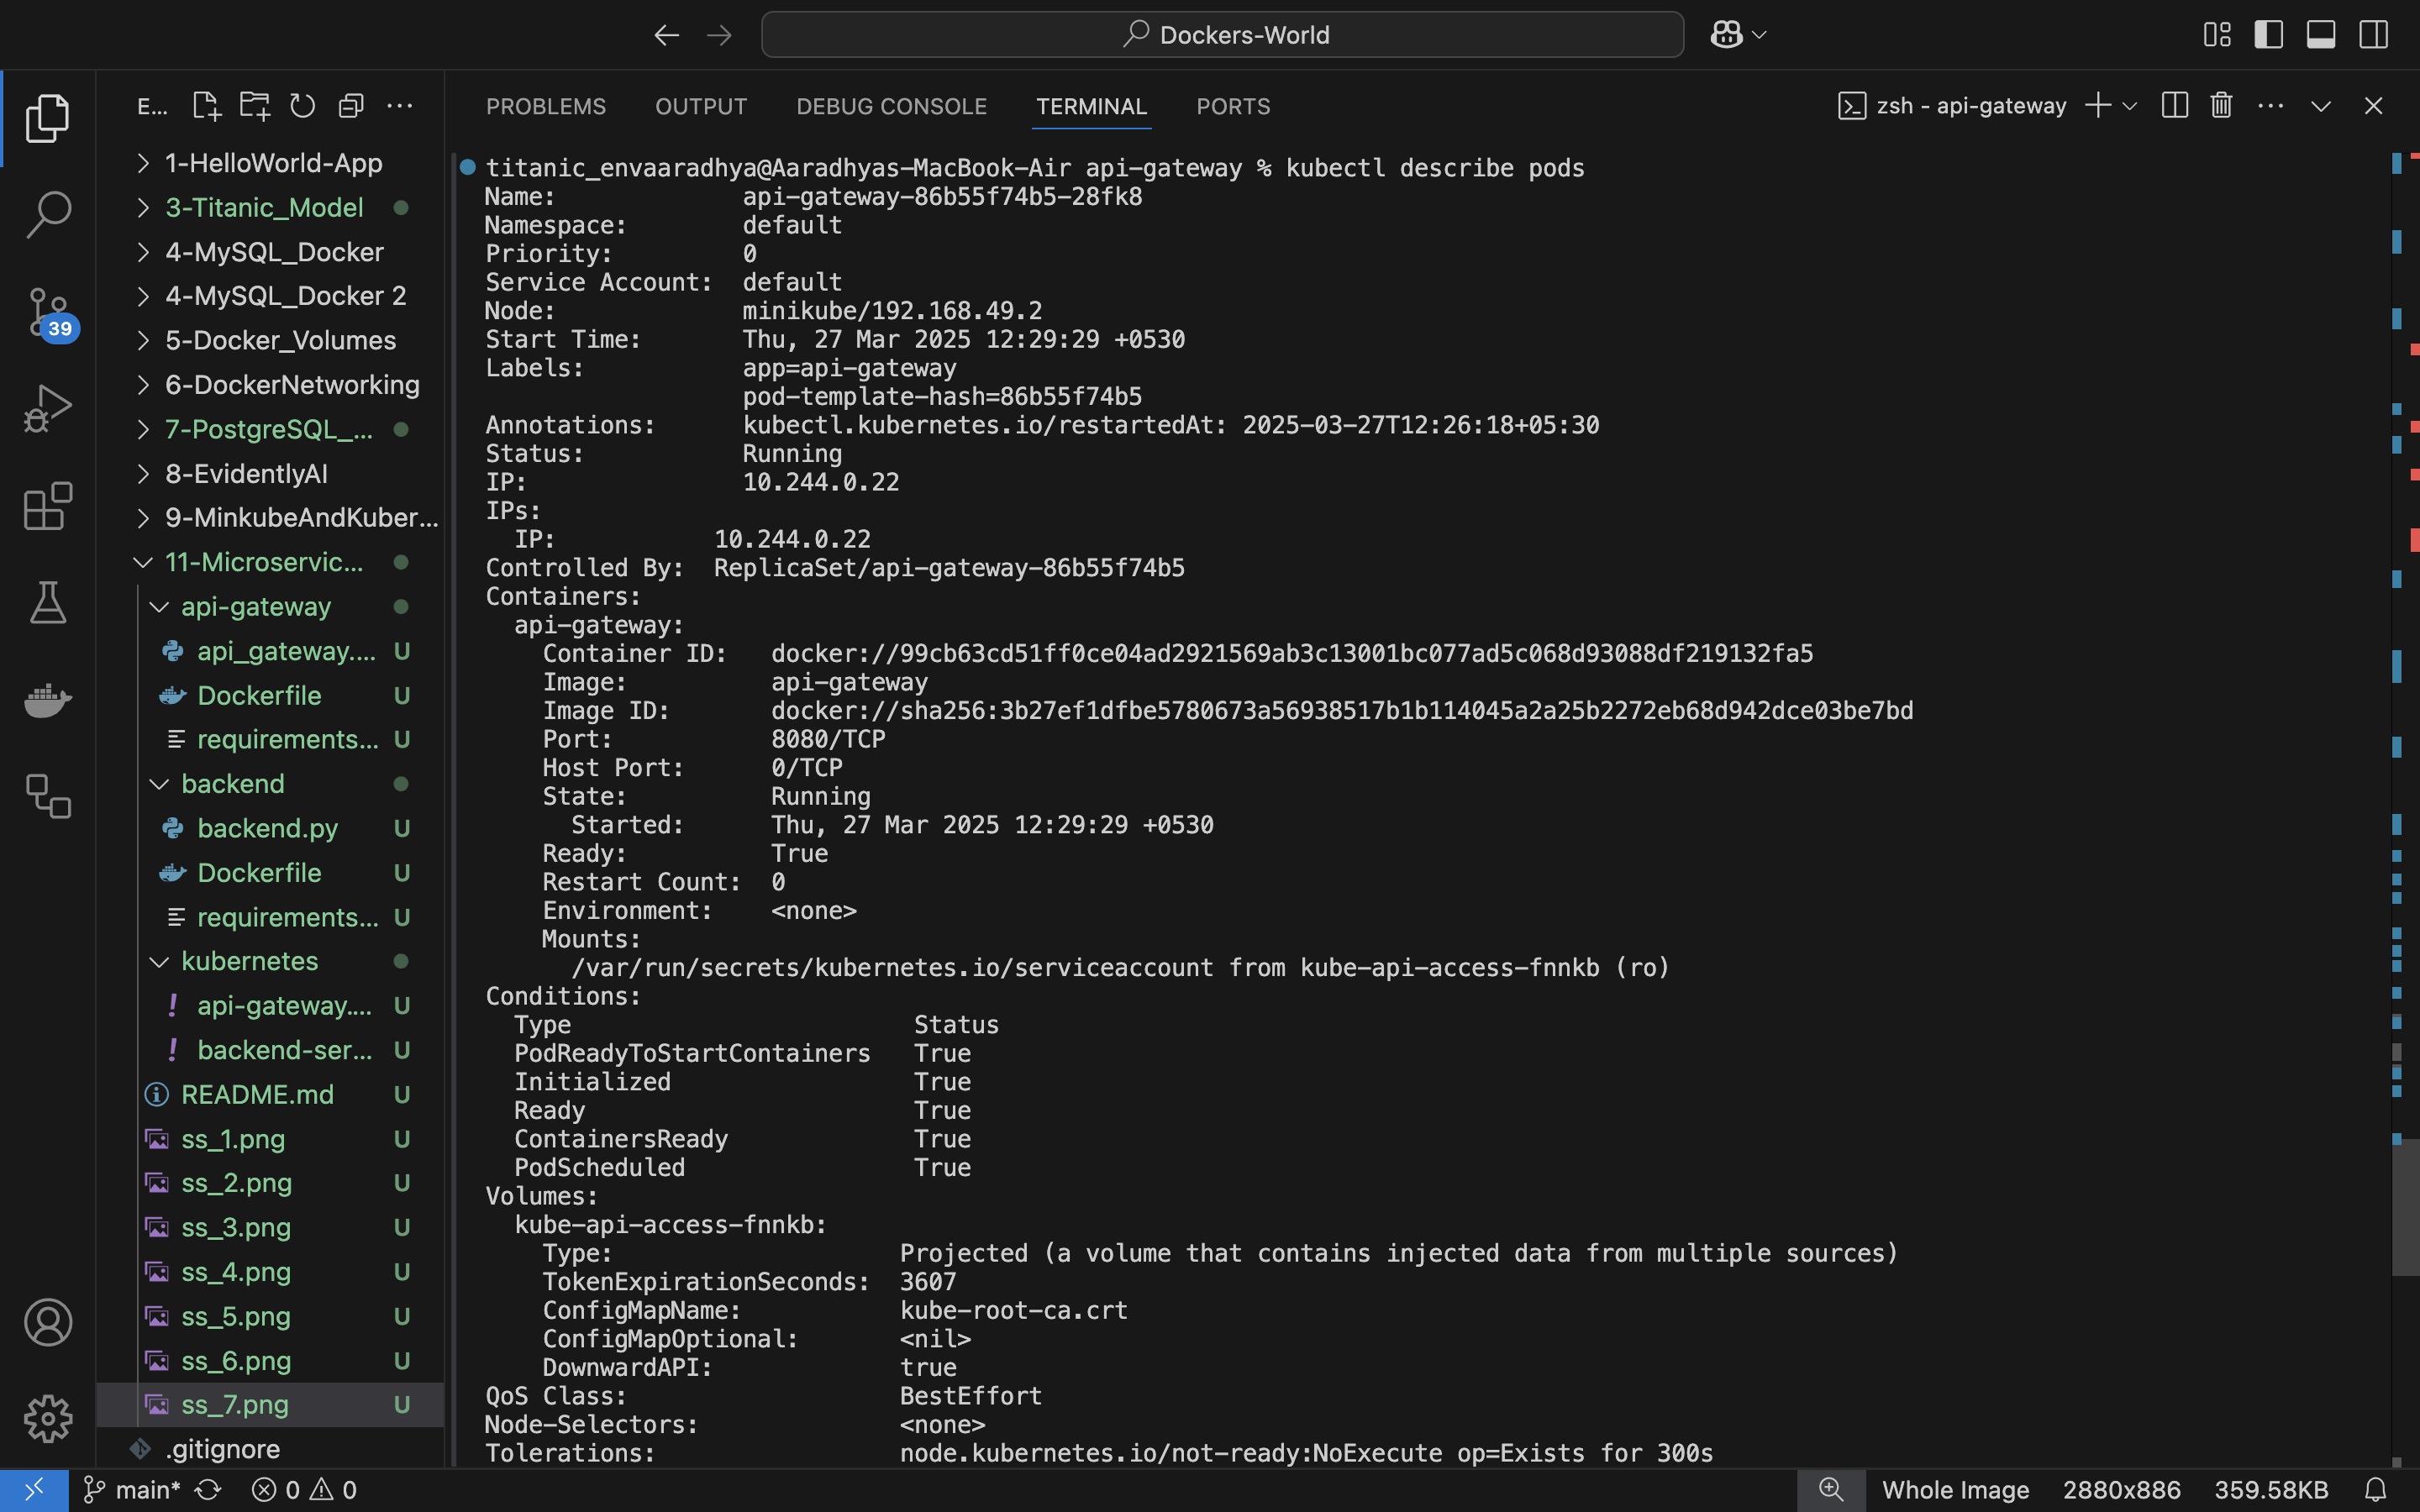 Dockers-World
E...
PROBLEMS OUTPUT DEBUG CONSOLE TERMINAL PORTS
zsh - api-gateway
1-HelloWorld-App
3-Titanic_Model
4-MySQL_Docker
4-MySQL_Docker 2
5-Docker_Volumes
6-DockerNetworking
7-PostgreSQL_...
8-EvidentlyAI
9-MinkubeAndKuber...
11-Microservic...
api-gateway
api_gateway.... U
Dockerfile U
requirements... U
backend
backend.py U
Dockerfile U
requirements... U
kubernetes
api-gateway.... U
backend-ser... U
README.md U
ss_1.png U
ss_2.png U
ss_3.png U
ss_4.png U
ss_5.png U
ss_6.png U
ss_7.png U
.gitignore
39
titanic_envaaradhya@Aaradhyas-MacBook-Air api-gateway % kubectl describe pods
Name: api-gateway-86b55f74b5-28fk8
Namespace: default
Priority: 0
Service Account: default
Node: minikube/192.168.49.2
Start Time: Thu, 27 Mar 2025 12:29:29 +0530
Labels: app=api-gateway
pod-template-hash=86b55f74b5
Annotations: kubectl.kubernetes.io/restartedAt: 2025-03-27T12:26:18+05:30
Status: Running
IP: 10.244.0.22
IPs:
IP: 10.244.0.22
Controlled By: ReplicaSet/api-gateway-86b55f74b5
Containers:
api-gateway:
Container ID: docker://99cb63cd51ff0ce04ad2921569ab3c13001bc077ad5c068d93088df219132fa5
Image: api-gateway
Image ID: docker://sha256:3b27ef1dfbe5780673a56938517b1b114045a2a25b2272eb68d942dce03be7bd
Port: 8080/TCP
Host Port: 0/TCP
State: Running
Started: Thu, 27 Mar 2025 12:29:29 +0530
Ready: True
Restart Count: 0
Environment: <none>
Mounts:
/var/run/secrets/kubernetes.io/serviceaccount from kube-api-access-fnnkb (ro)
Conditions:
Type Status
PodReadyToStartContainers True
Initialized True
Ready True
ContainersReady True
PodScheduled True
Volumes:
kube-api-access-fnnkb:
Type: Projected (a volume that contains injected data from multiple sources)
TokenExpirationSeconds: 3607
ConfigMapName: kube-root-ca.crt
ConfigMapOptional: <nil>
DownwardAPI: true
QoS Class: BestEffort
Node-Selectors: <none>
Tolerations: node.kubernetes.io/not-ready:NoExecute op=Exists for 300s
main* 0 0
Whole Image 2880x886 359.58KB